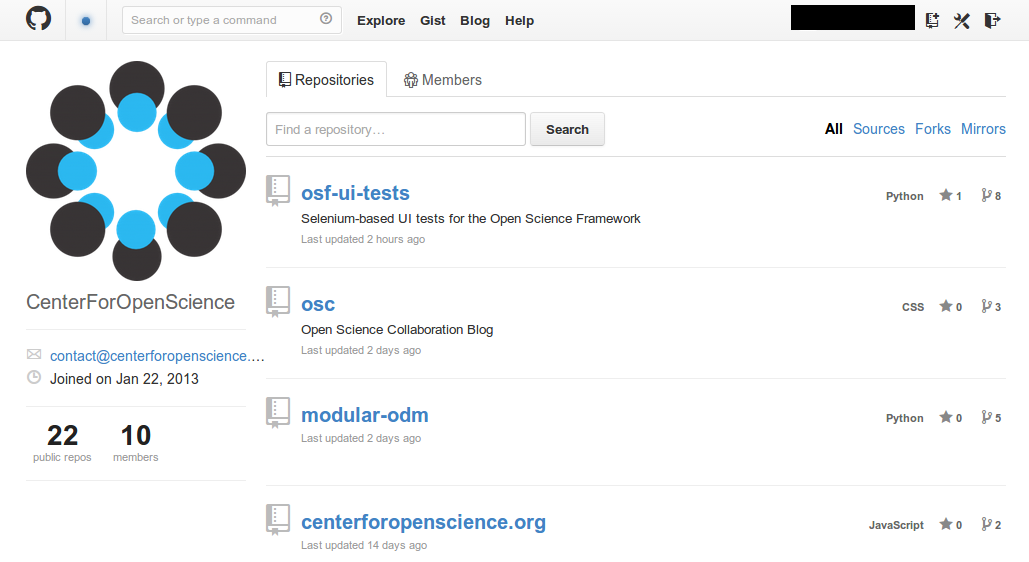 Search or type a command
Explore Gist Blog Help
Repositories Members
Find a repository… Search All Sources Forks Mirrors
CenterForOpenScience
contact@centerforopenscience.…
Joined on Jan 22, 2013
22 10
public repos members
osf-ui-tests Python 1 8
Selenium-based UI tests for the Open Science Framework
Last updated 2 hours ago
osc CSS 0 3
Open Science Collaboration Blog
Last updated 2 days ago
modular-odm Python 0 5
Last updated 2 days ago
centerforopenscience.org JavaScript 0 2
Last updated 14 days ago